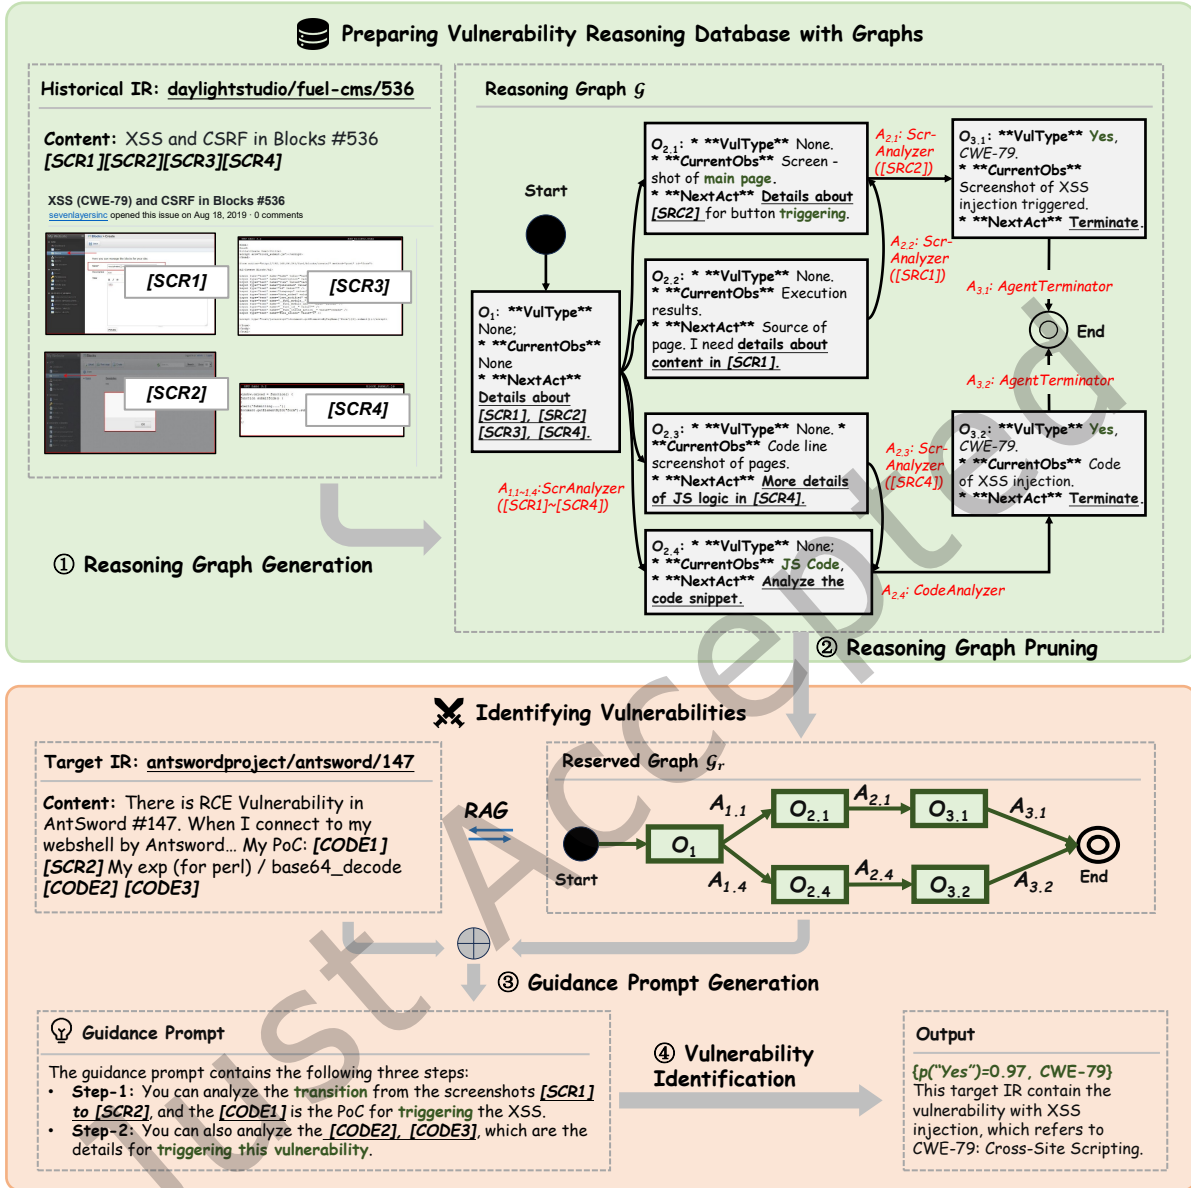 Preparing Vulnerability Reasoning Database with Graphs
Historical IR: daylightstudio/fuel-cms/536
Content: XSS and CSRF in Blocks #536
[SCR1][SCR2][SCR3][SCR4]
XSS (CWE-79) and CSRF in Blocks #536
sevenlayersinc opened this issue on Aug 18, 2019 · 0 comments
[SCR1]
[SCR3]
[SCR2]
[SCR4]
① Reasoning Graph Generation
Reasoning Graph 𝒢
Start
O1: **VulType**
None;
* **CurrentObs**
None
* **NextAct**
Details about
[SCR1], [SRC2]
[SCR3], [SCR4].
A1.1~1.4:ScrAnalyzer
([SCR1]~[SCR4])
O2.1: * **VulType** None.
* **CurrentObs** Screen -
shot of main page.
* **NextAct** Details about
[SRC2] for button triggering.
O2.2: * **VulType** None.
* **CurrentObs** Execution
results.
* **NextAct** Source of
page. I need details about
content in [SCR1].
O2.3: * **VulType** None. *
**CurrentObs** Code line
screenshot of pages.
* **NextAct** More details
of JS logic in [SCR4].
O2.4: * **VulType** None;
* **CurrentObs** JS Code,
* **NextAct** Analyze the
code snippet.
A2.1: Scr-
Analyzer
([SRC2])
A2.2: Scr-
Analyzer
([SRC1])
A2.3: Scr-
Analyzer
([SRC4])
A2.4: CodeAnalyzer
O3.1: * **VulType** Yes,
CWE-79.
* **CurrentObs**
Screenshot of XSS
injection triggered.
* **NextAct** Terminate.
A3.1: AgentTerminator
End
A3.2: AgentTerminator
O3.2: * **VulType** Yes,
CWE-79.
* **CurrentObs** Code
of XSS injection.
* **NextAct** Terminate.
② Reasoning Graph Pruning
Identifying Vulnerabilities
Target IR: antswordproject/antsword/147
Content: There is RCE Vulnerability in
AntSword #147. When I connect to my
webshell by Antsword... My PoC: [CODE1]
[SCR2] My exp (for perl) / base64_decode
[CODE2] [CODE3]
RAG
Reserved Graph 𝒢r
Start
O1
A1.1
A1.4
O2.1
A2.1
O3.1
A3.1
O2.4
A2.4
O3.2
A3.2
End
③ Guidance Prompt Generation
Guidance Prompt
The guidance prompt contains the following three steps:
• Step-1: You can analyze the transition from the screenshots [SCR1]
to [SCR2], and the [CODE1] is the PoC for triggering the XSS.
• Step-2: You can also analyze the [CODE2], [CODE3], which are the
details for triggering this vulnerability.
④ Vulnerability
Identification
Output
{p("Yes")=0.97, CWE-79}
This target IR contain the
vulnerability with XSS
injection, which refers to
CWE-79: Cross-Site Scripting.
Just Accepted